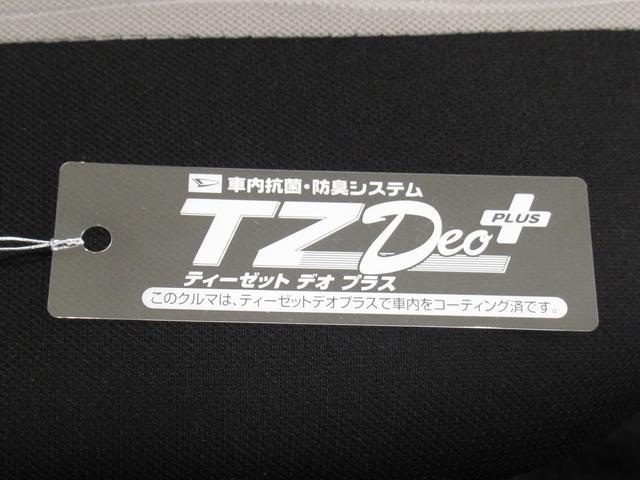 車内抗菌・防臭システム
TZ Deo PLUS
ティーゼット デオ プラス
このクルマは、ティーゼットデオプラスで車内をコーティング済です。